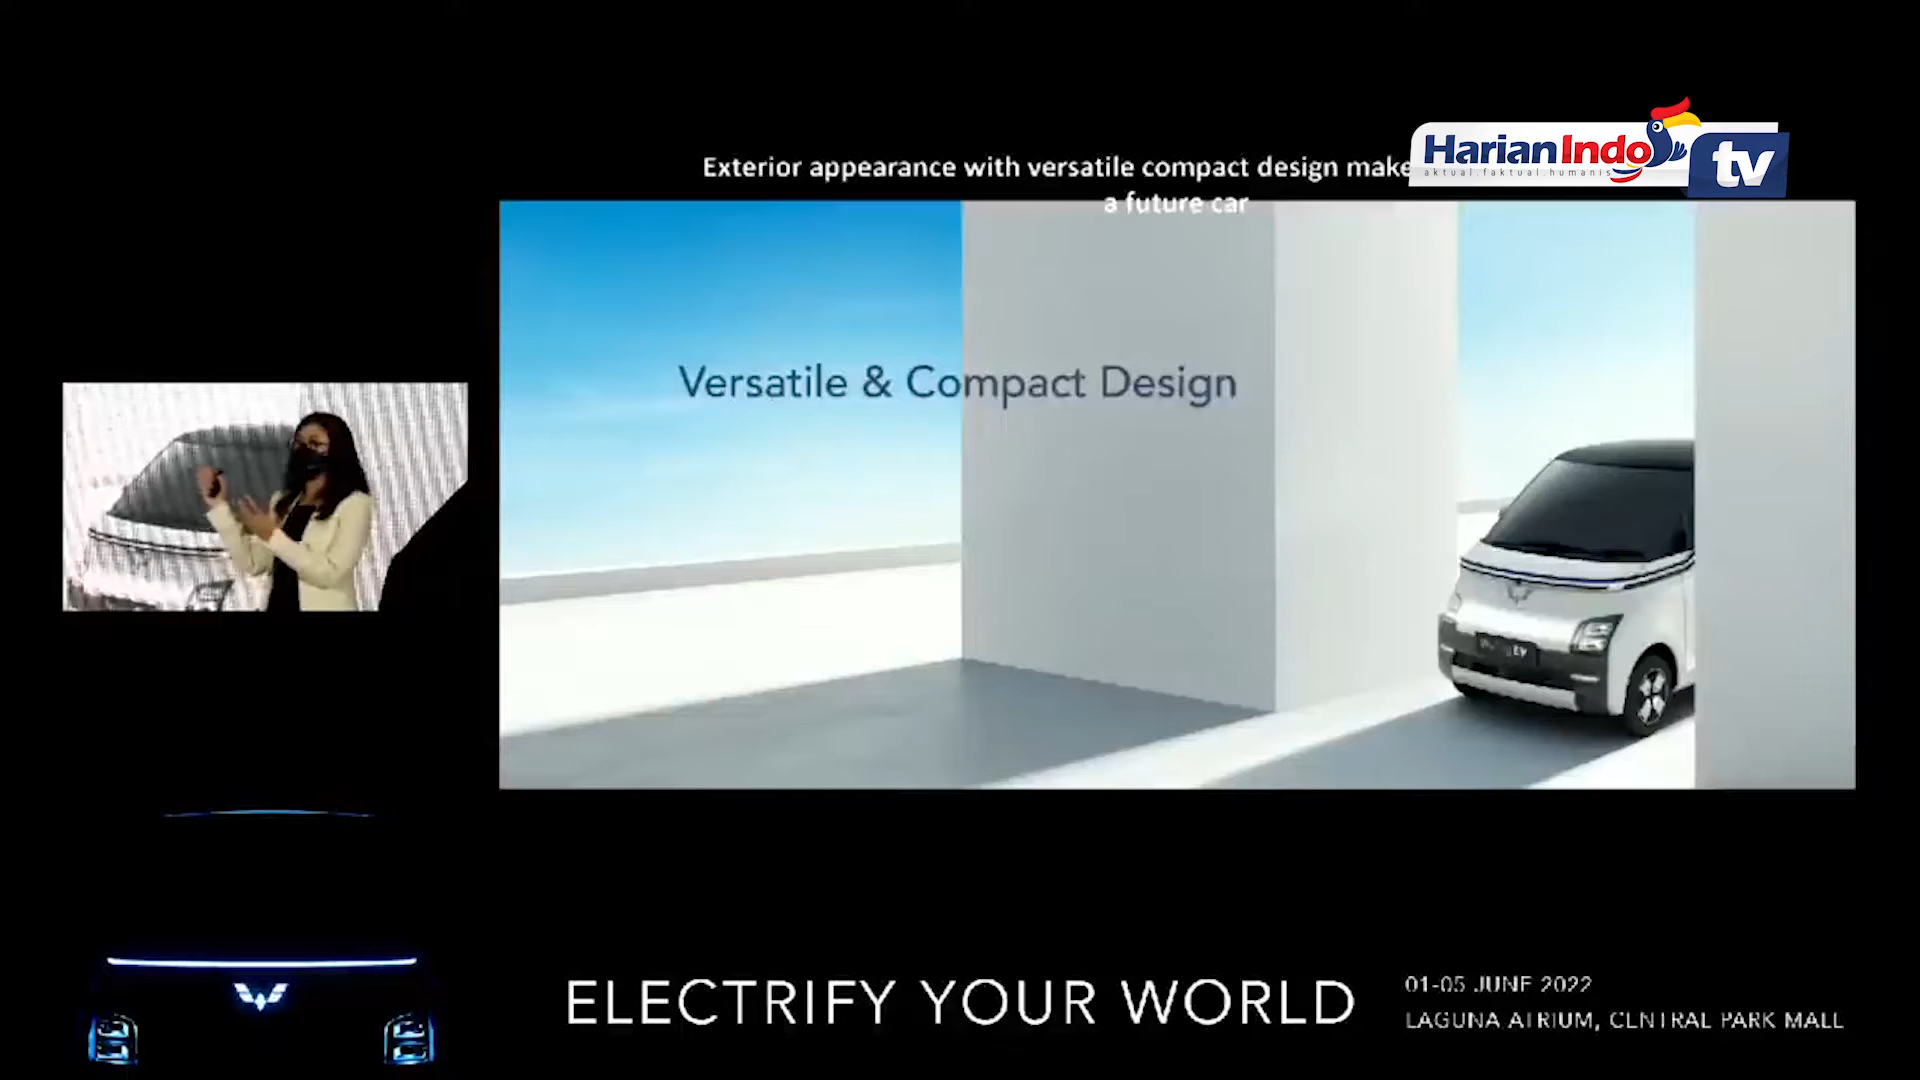 Exterior appearance with versatile compact design make
a future car
HarianIndo tv
aktual.faktual.humanis
Versatile & Compact Design
EV
ELECTRIFY YOUR WORLD
01-05 JUNE 2022
LAGUNA ATRIUM, CENTRAL PARK MALL